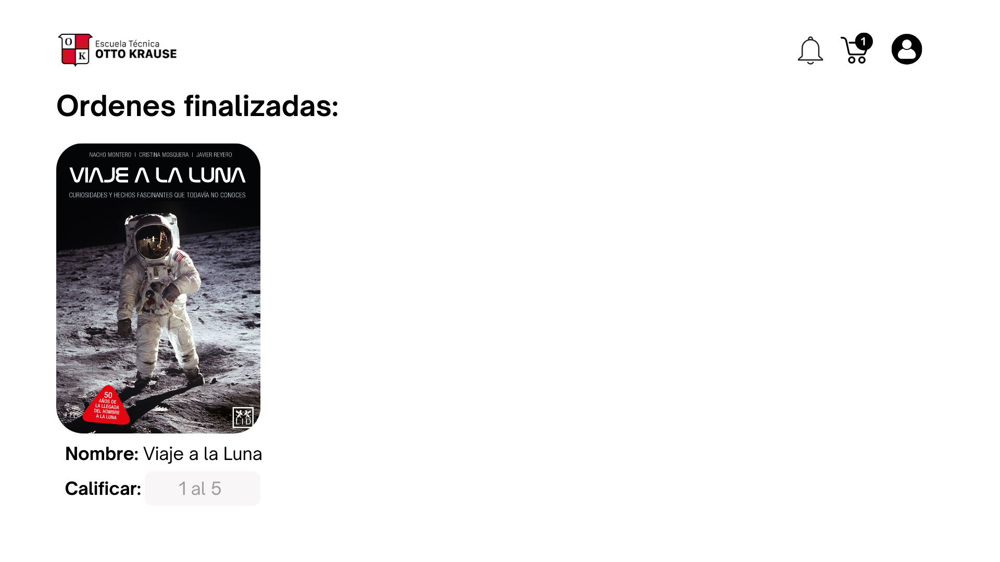 O
K
Escuela Técnica
OTTO KRAUSE
1
Ordenes finalizadas:
NACHO MONTERO | CRISTINA MOSQUERA | JAVIER REYERO
VIAJE A LA LUNA
CURIOSIDADES Y HECHOS FASCINANTES QUE TODAVÍA NO CONOCES
50
AÑOS DE
LA LLEGADA
DEL HOMBRE
A LA LUNA
LID
Nombre: Viaje a la Luna
Calificar: 1 al 5